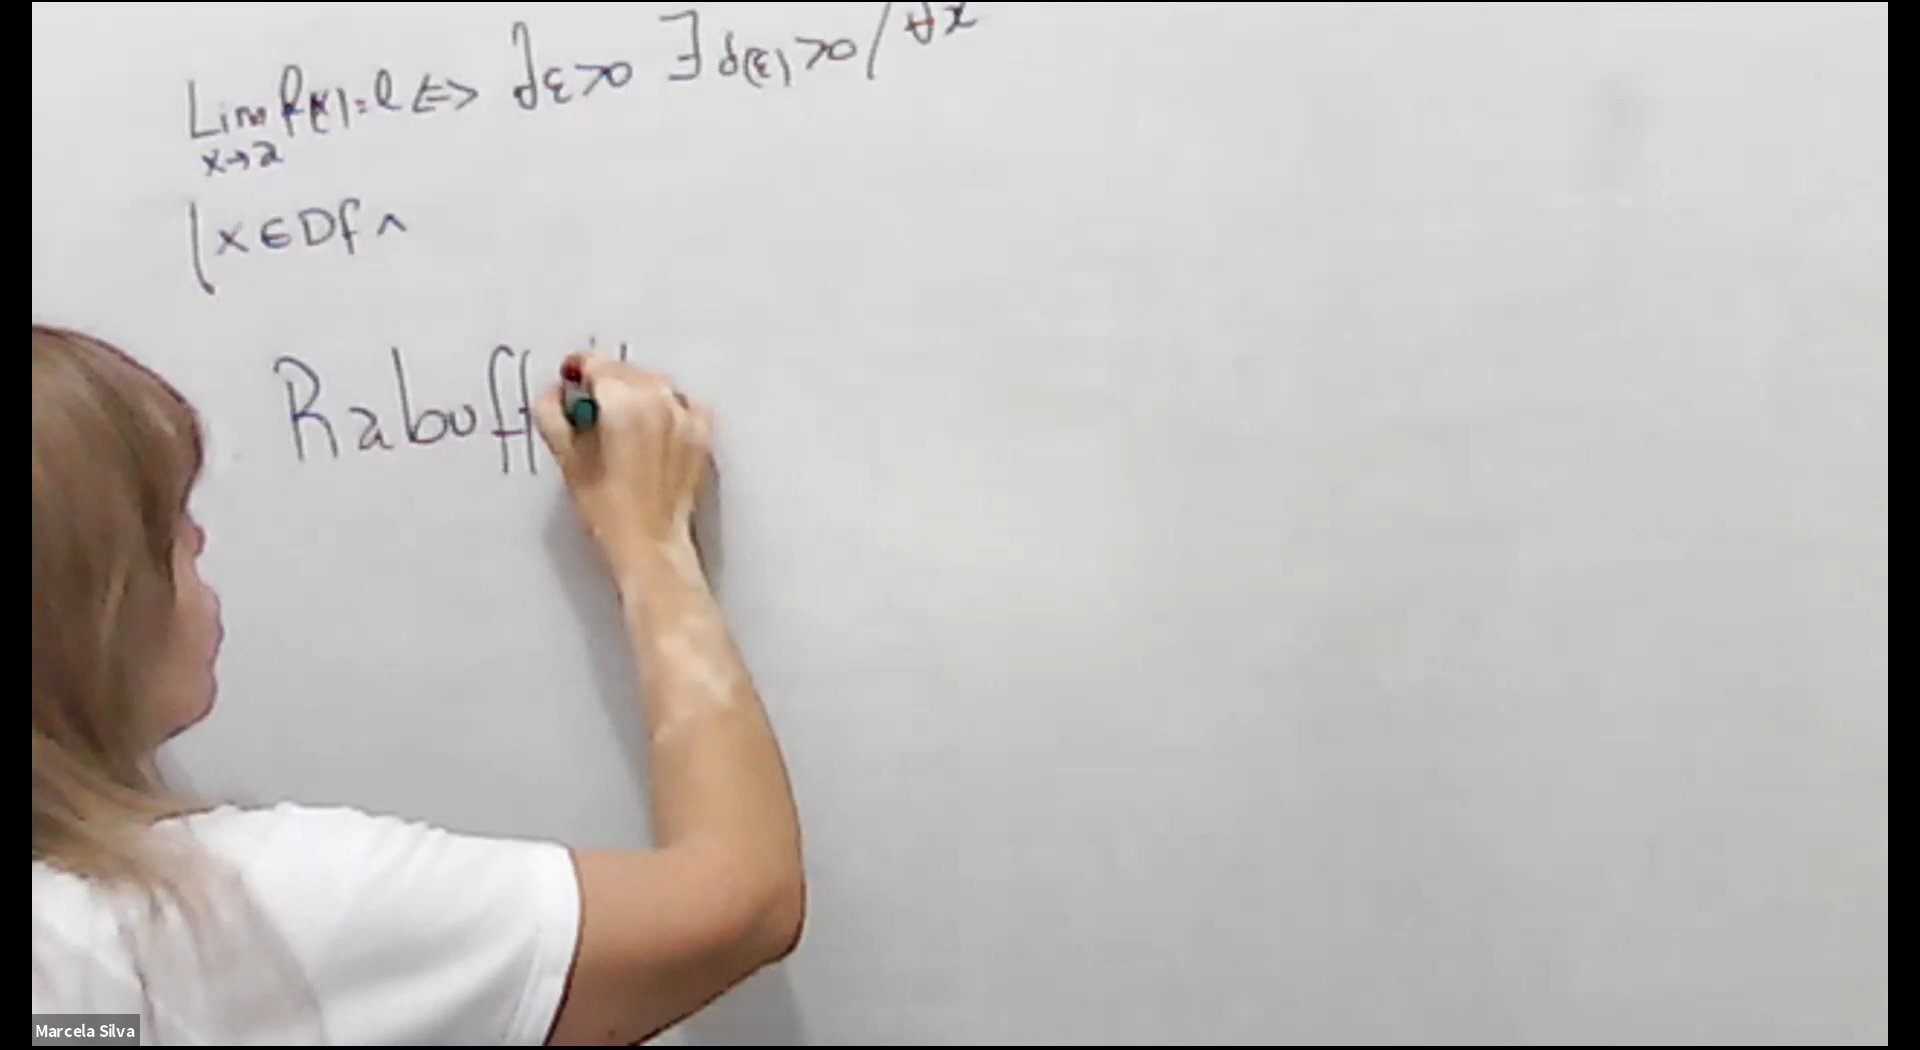 Lim f(x) = l ⟺ ∃ε>0 ∃δ(ε)>0 / ∀x
x→a
(x ∈ Df ∧
Rabuff
Marcela Silva